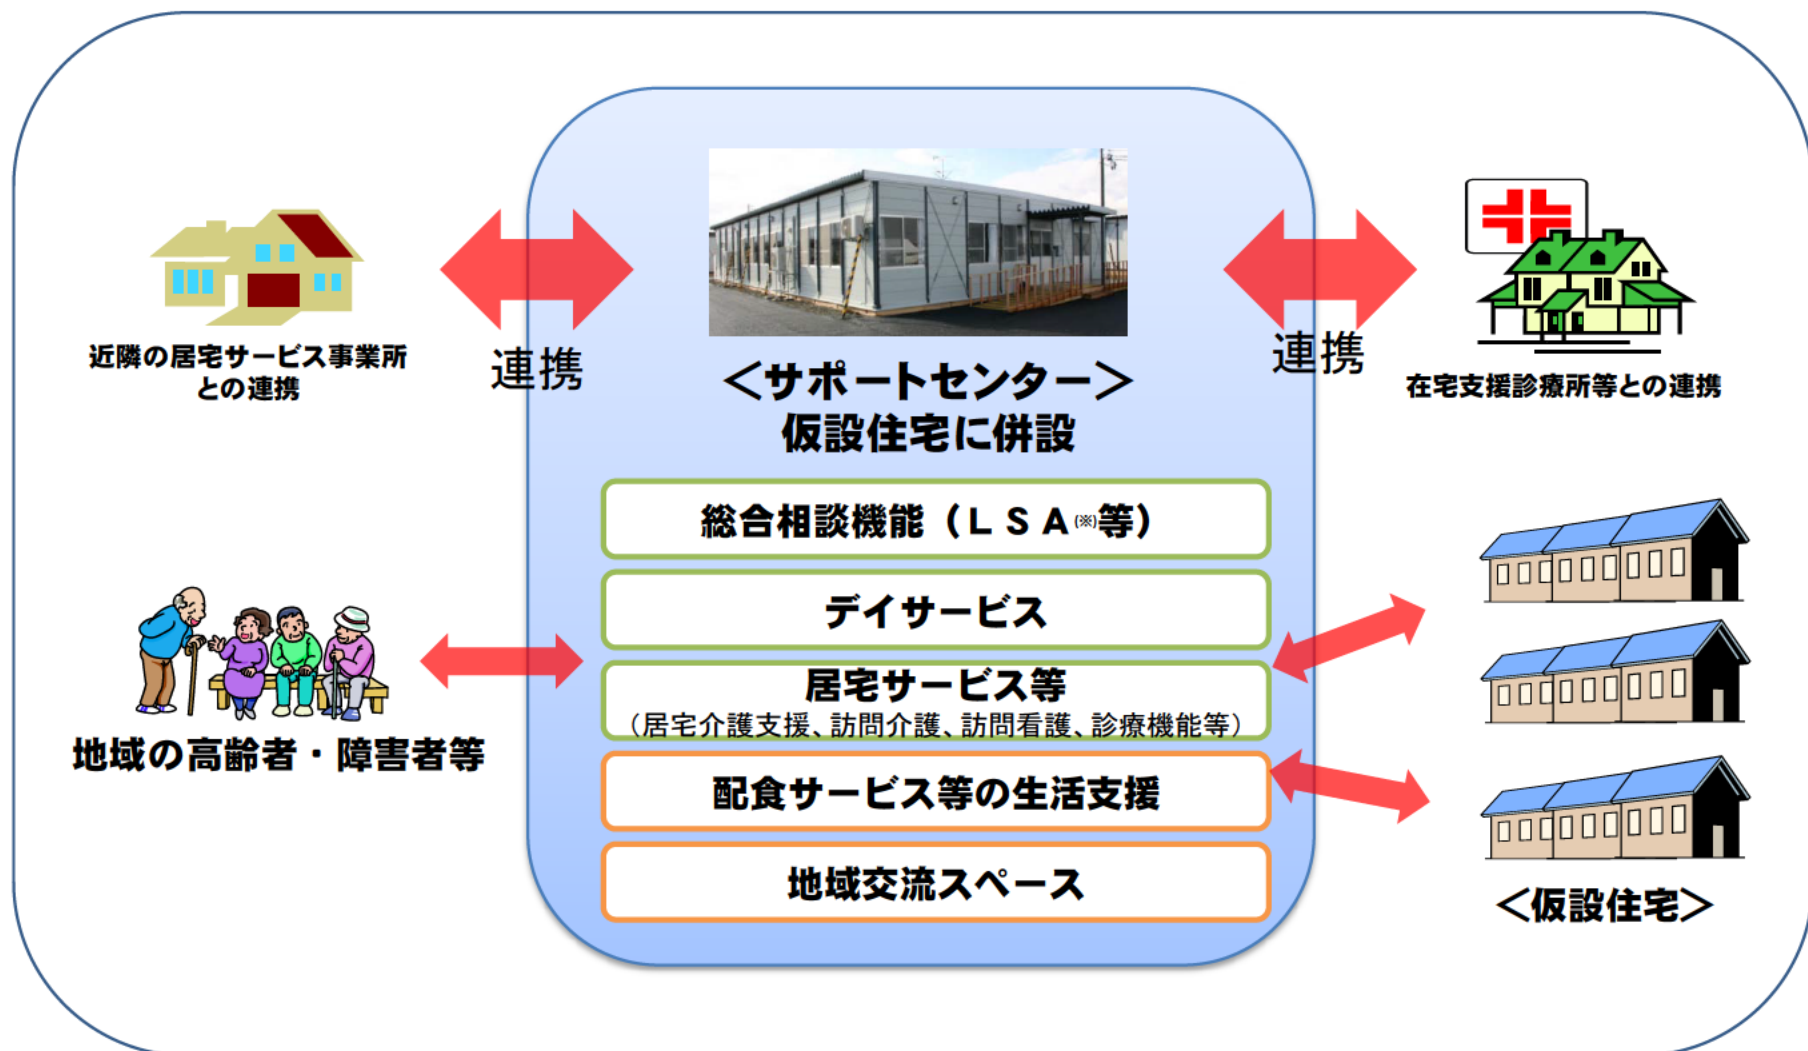 近隣の居宅サービス事業所
との連携
連携
＜サポートセンター＞
仮設住宅に併設
連携
在宅支援診療所等との連携
総合相談機能（ＬＳＡ(※)等）
デイサービス
居宅サービス等
（居宅介護支援、訪問介護、訪問看護、診療機能等）
配食サービス等の生活支援
地域交流スペース
地域の高齢者・障害者等
＜仮設住宅＞